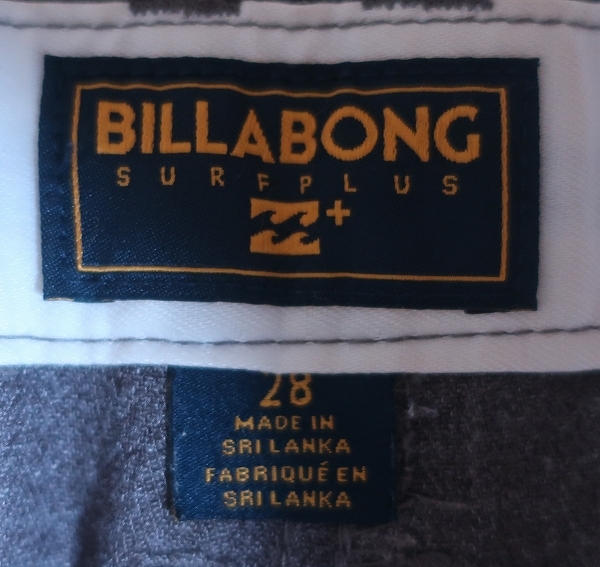 BILLABONG
SURFPLUS
+
28
MADE IN
SRI LANKA
FABRIQUÉ EN
SRI LANKA